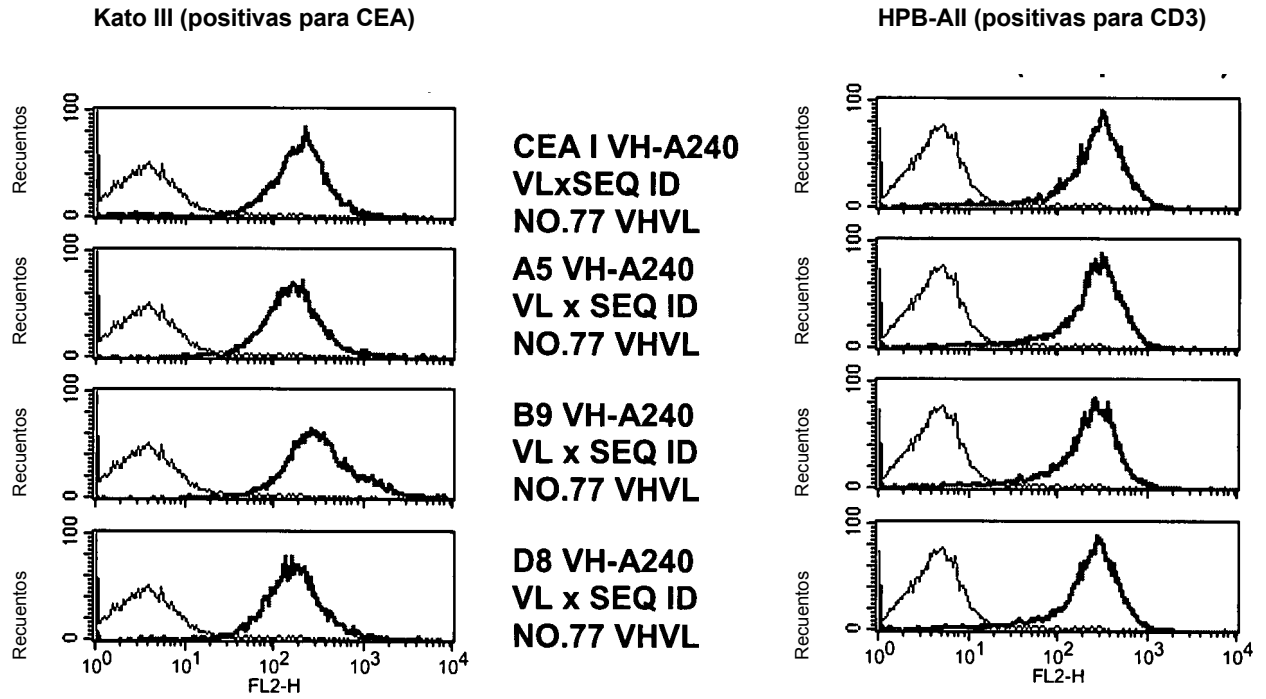 Kato III (positivas para CEA)
HPB-All (positivas para CD3)
Recuentos
100
0
CEA I VH-A240
VLxSEQ ID
NO.77 VHVL
Recuentos
100
0
Recuentos
100
0
A5 VH-A240
VL x SEQ ID
NO.77 VHVL
Recuentos
100
0
Recuentos
100
0
B9 VH-A240
VL x SEQ ID
NO.77 VHVL
Recuentos
100
0
Recuentos
100
0
D8 VH-A240
VL x SEQ ID
NO.77 VHVL
Recuentos
100
0
10⁰ 10¹ 10² 10³ 10⁴
FL2-H
10⁰ 10¹ 10² 10³ 10⁴
FL2-H